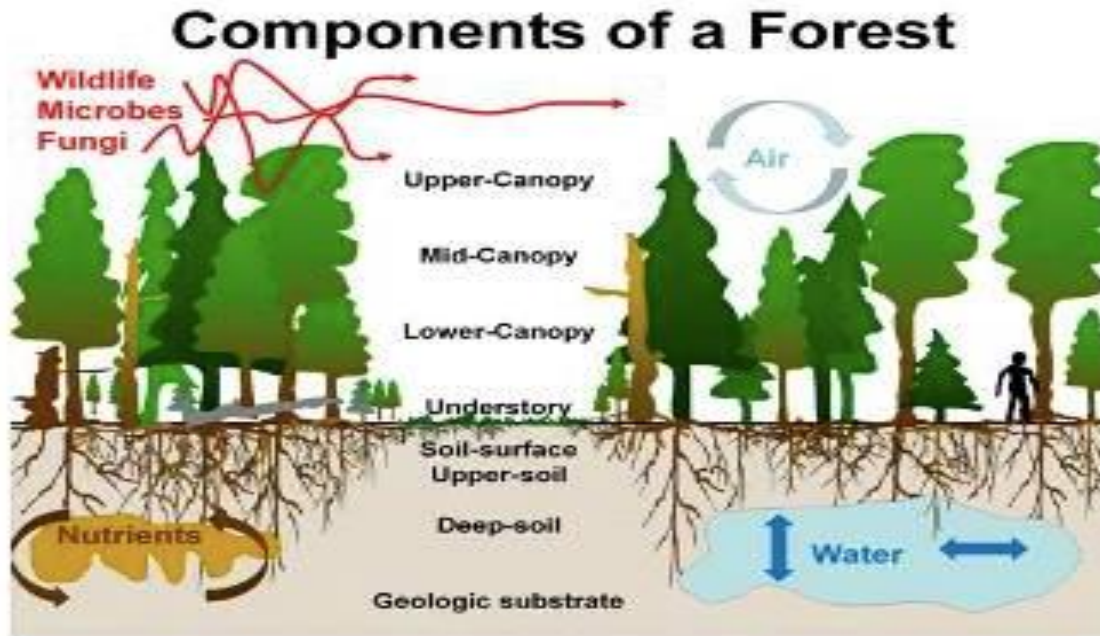 Components of a Forest
Wildlife
Microbes
Fungi
Air
Upper-Canopy
Mid-Canopy
Lower-Canopy
Understory
Soil-surface
Upper-soil
Deep-soil
Nutrients
Water
Geologic substrate